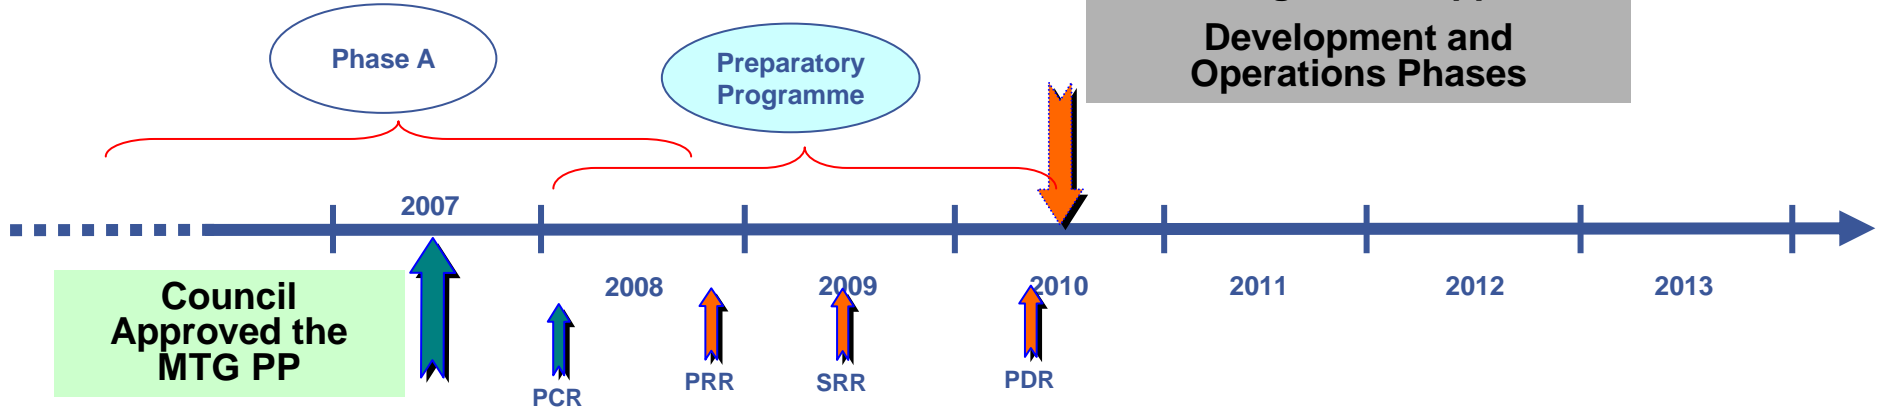 Development and
Operations Phases
Phase A
Preparatory
Programme
2007
2008
2009
2010
2011
2012
2013
Council
Approved the
MTG PP
PCR
PRR
SRR
PDR